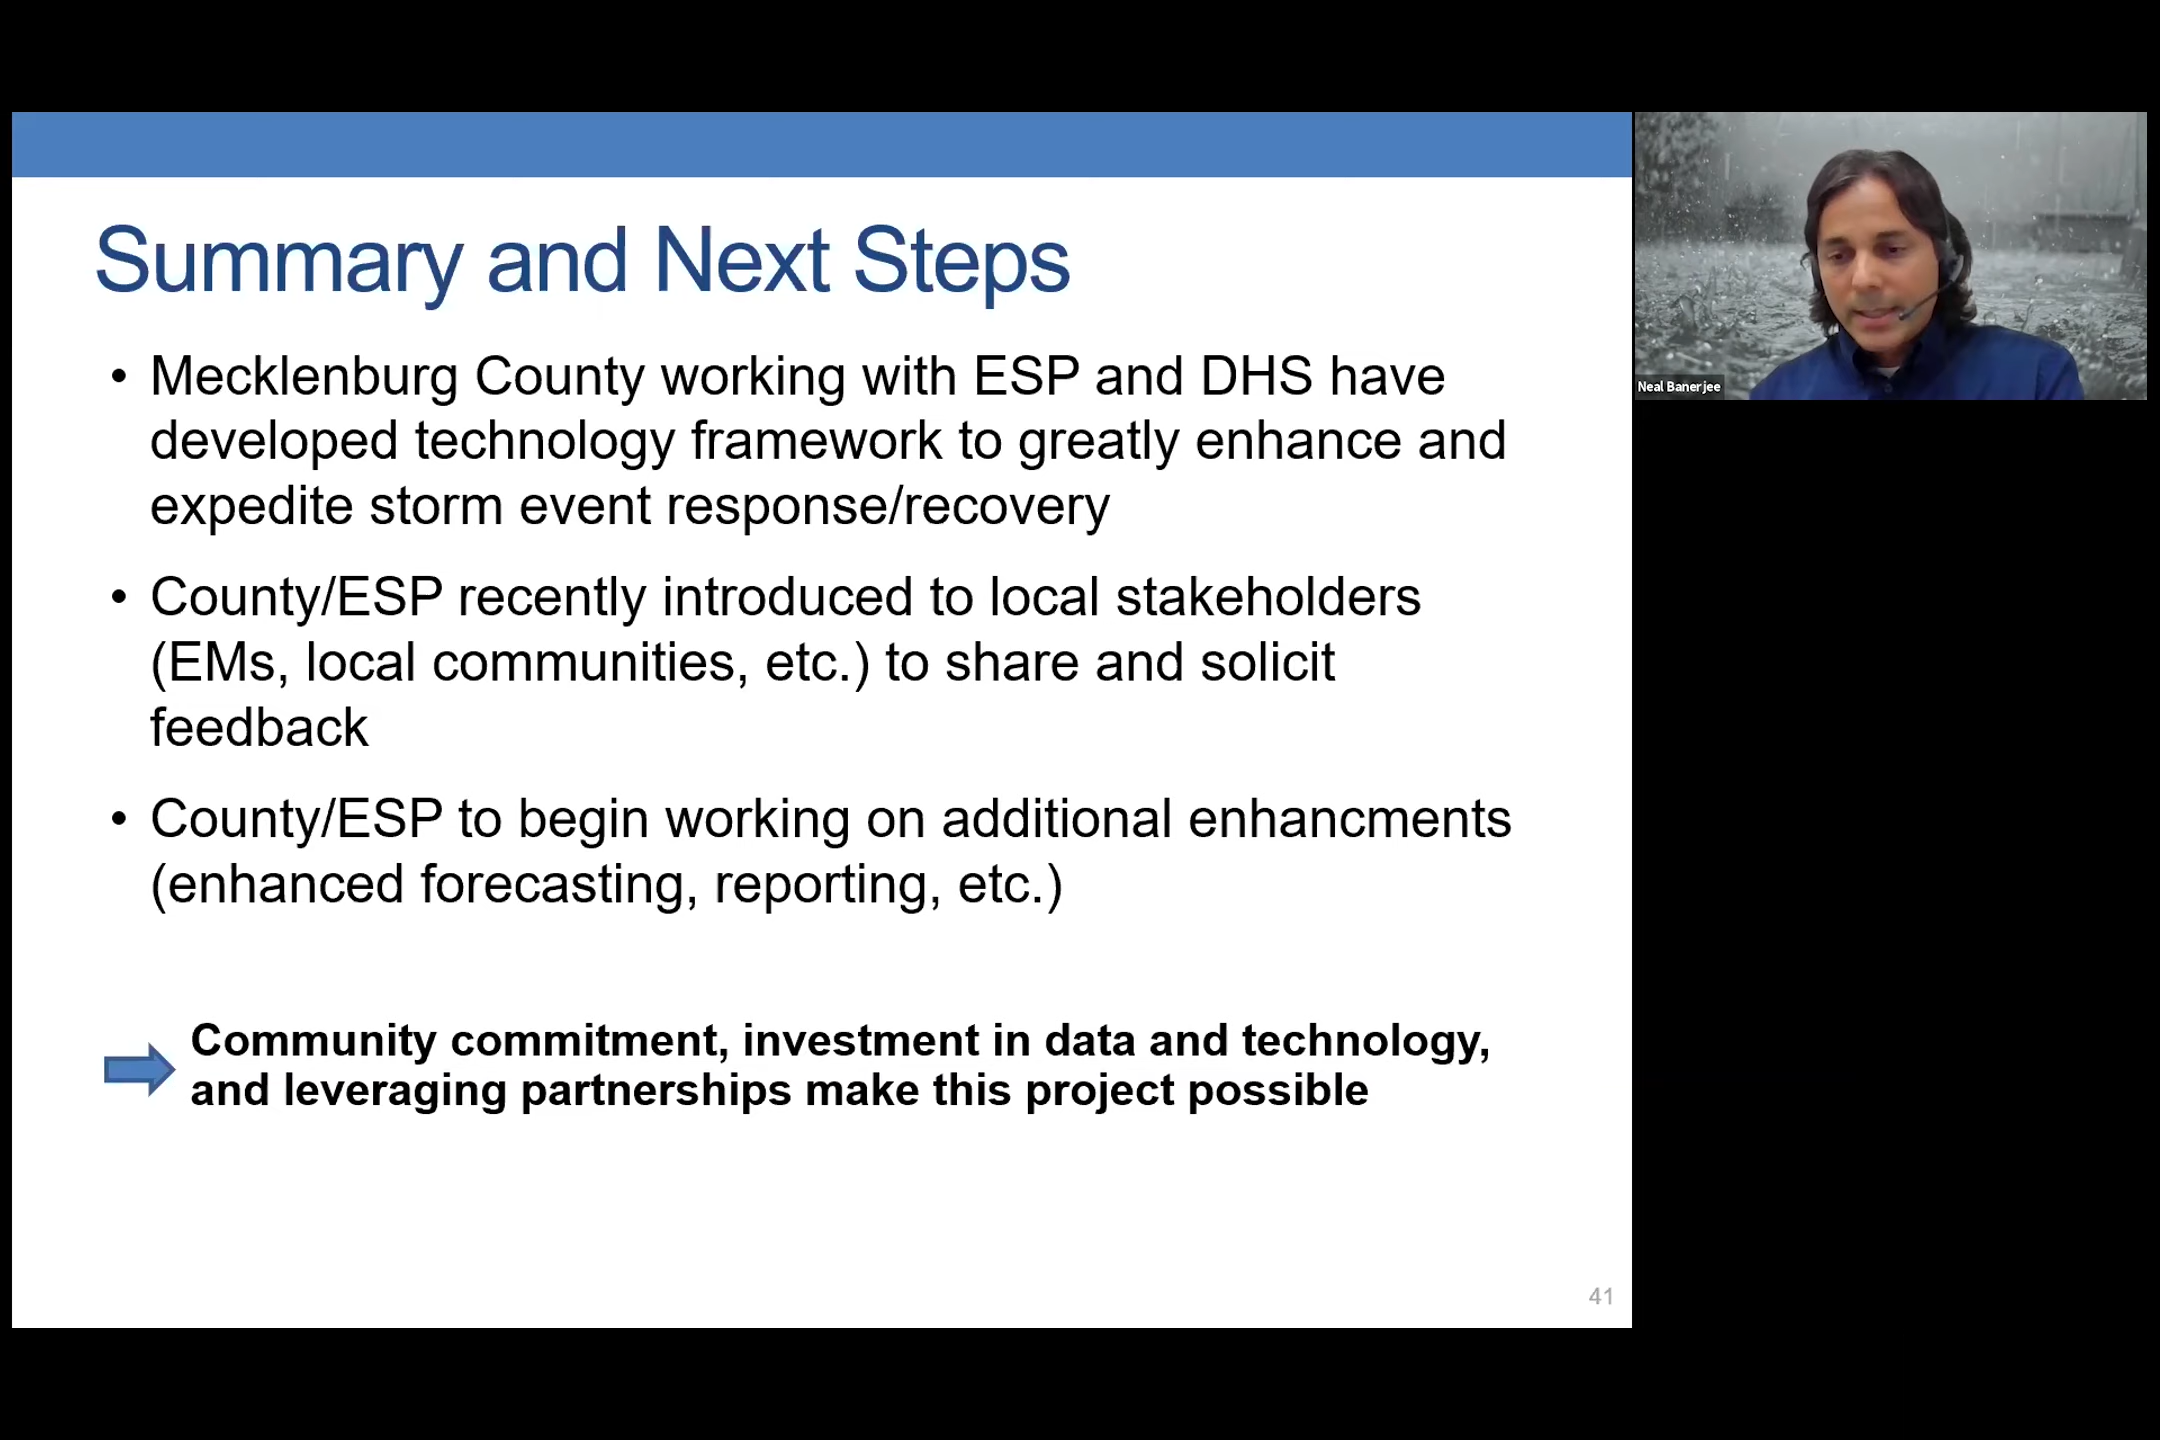 Summary and Next Steps
• Mecklenburg County working with ESP and DHS have
developed technology framework to greatly enhance and
expedite storm event response/recovery
• County/ESP recently introduced to local stakeholders
(EMs, local communities, etc.) to share and solicit
feedback
• County/ESP to begin working on additional enhancments
(enhanced forecasting, reporting, etc.)
Community commitment, investment in data and technology,
and leveraging partnerships make this project possible
41
Neal Banerjee